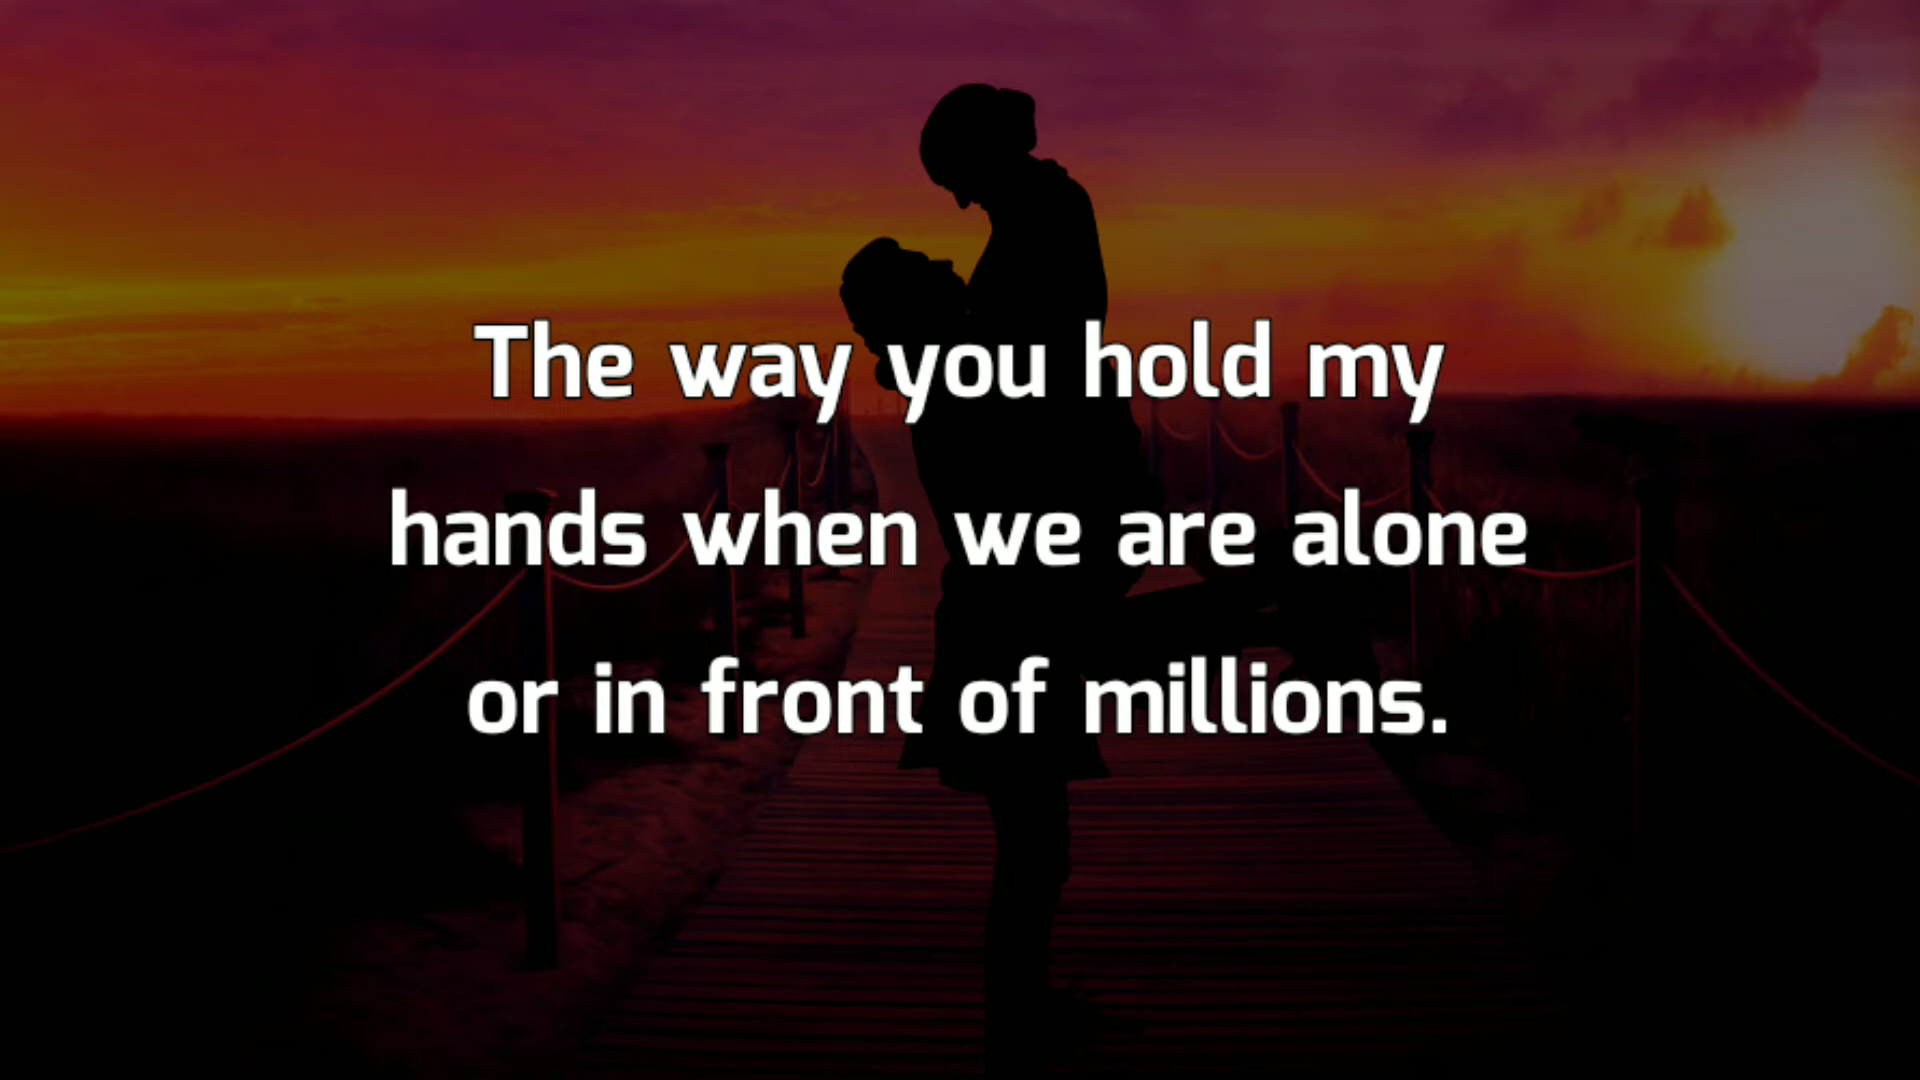 The way you hold my
hands when we are alone
or in front of millions.